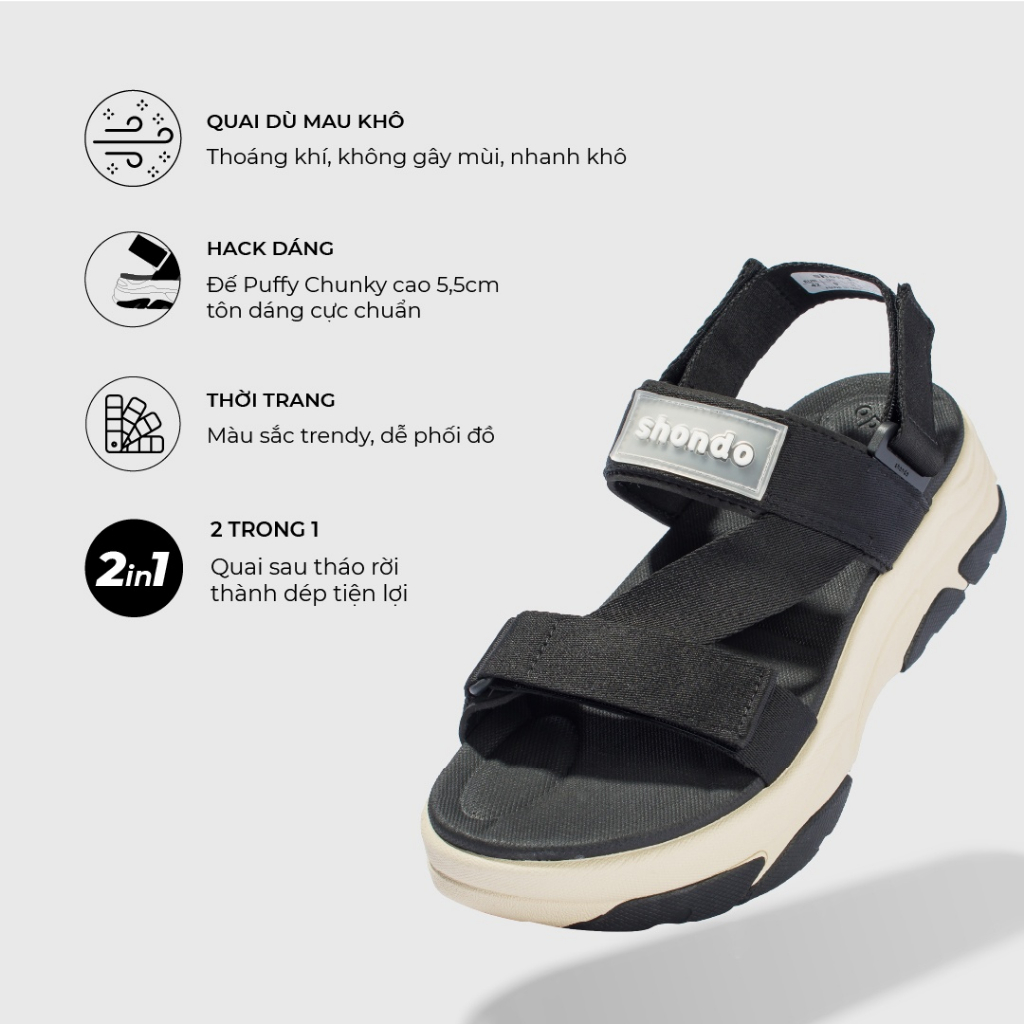 QUAI DÙ MAU KHÔ
Thoáng khí, không gây mùi, nhanh khô
HACK DÁNG
Đế Puffy Chunky cao 5,5cm
tôn dáng cực chuẩn
THỜI TRANG
Màu sắc trendy, dễ phối đồ
2in1
2 TRONG 1
Quai sau tháo rời
thành dép tiện lợi
shondo